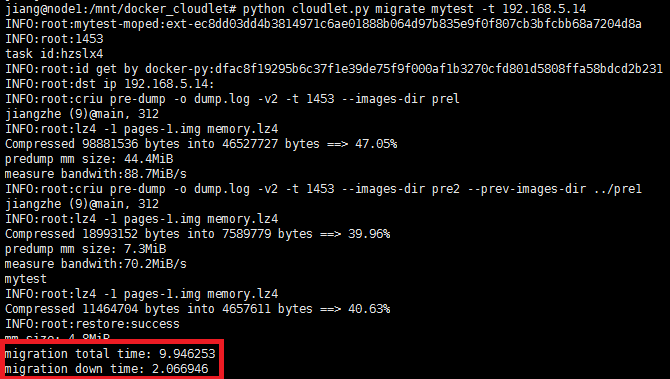 jiang@node1:/mnt/docker_cloudlet# python cloudlet.py migrate mytest -t 192.168.5.14
INFO:root:mytest-moped:ext-ec8dd03dd4b3814971c6ae01888b064d97b835e9f0f807cb3bfcbb68a7204d8a
INFO:root:1453
task id:hzslx4
INFO:root:id get by docker-py:dfac8f19295b6c37f1e39de75f9f000af1b3270cfd801d5808ffa58bdcd2b231
INFO:root:dst ip 192.168.5.14:
INFO:root:criu pre-dump -o dump.log -v2 -t 1453 --images-dir pre1
jiangzhe (9)@main, 312
INFO:root:lz4 -1 pages-1.img memory.lz4
Compressed 98881536 bytes into 46527727 bytes ==> 47.05%
predump mm size: 44.4MiB
measure bandwith:88.7MiB/s
INFO:root:criu pre-dump -o dump.log -v2 -t 1453 --images-dir pre2 --prev-images-dir ../pre1
jiangzhe (9)@main, 312
INFO:root:lz4 -1 pages-1.img memory.lz4
Compressed 18993152 bytes into 7589779 bytes ==> 39.96%
predump mm size: 7.3MiB
measure bandwith:70.2MiB/s
mytest
INFO:root:lz4 -1 pages-1.img memory.lz4
Compressed 11464704 bytes into 4657611 bytes ==> 40.63%
INFO:root:restore:success
mm size: 4.8MiB
migration total time: 9.946253
migration down time: 2.066946